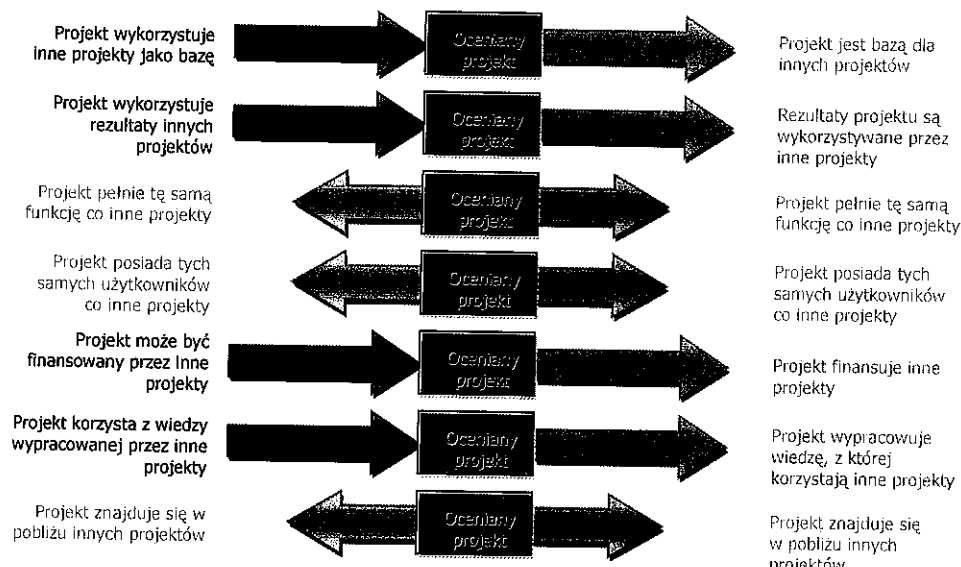 Projekt wykorzystuje
inne projekty jako bazę
Oceniany
projekt
Projekt jest bazą dla
innych projektów
Projekt wykorzystuje
rezultaty innych
projektów
Oceniany
projekt
Rezultaty projektu są
wykorzystywane przez
inne projekty
Projekt pełnie tę samą
funkcję co inne projekty
Oceniany
projekt
Projekt pełnie tę samą
funkcję co inne projekty
Projekt posiada tych
samych użytkowników
co inne projekty
Oceniany
projekt
Projekt posiada tych
samych użytkowników
co inne projekty
Projekt może być
finansowany przez inne
projekty
Oceniany
projekt
Projekt finansuje inne
projekty
Projekt korzysta z wiedzy
wypracowanej przez inne
projekty
Oceniany
projekt
Projekt wypracowuje
wiedzę, z której
korzystają inne projekty
Projekt znajduje się w
pobliżu innych projektów
Oceniany
projekt
Projekt znajduje się
w pobliżu innych
projektów